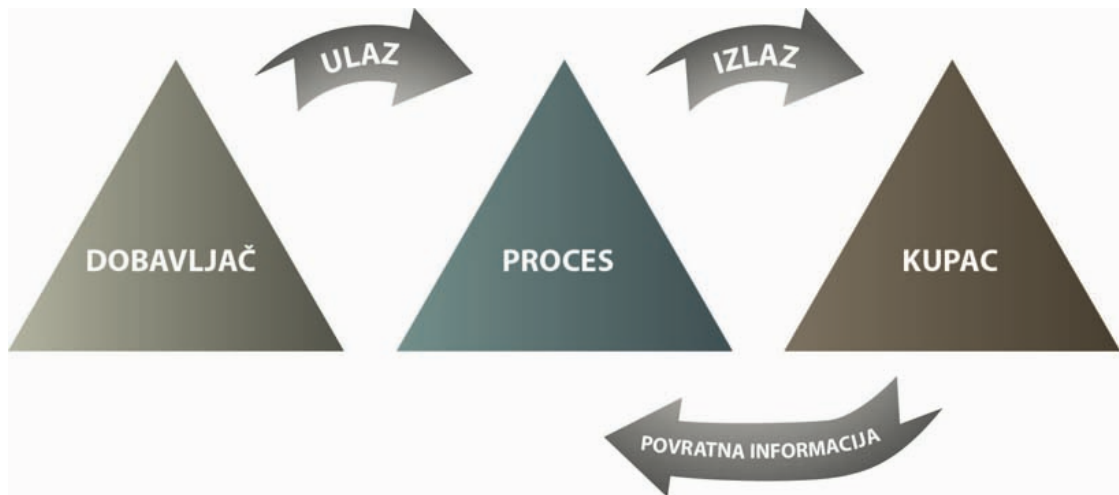 ULAZ
IZLAZ
DOBAVLJAČ
PROCES
KUPAC
POVRATNA INFORMACIJA